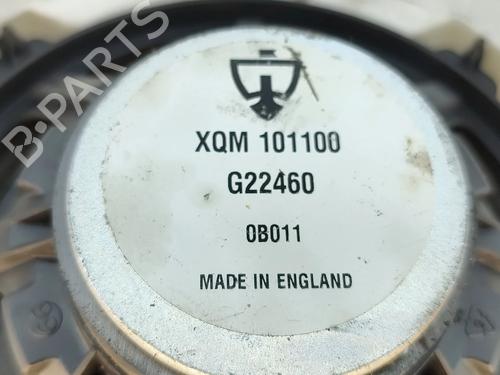 XQM 101100
G22460
0B011
MADE IN ENGLAND
B-PARTS